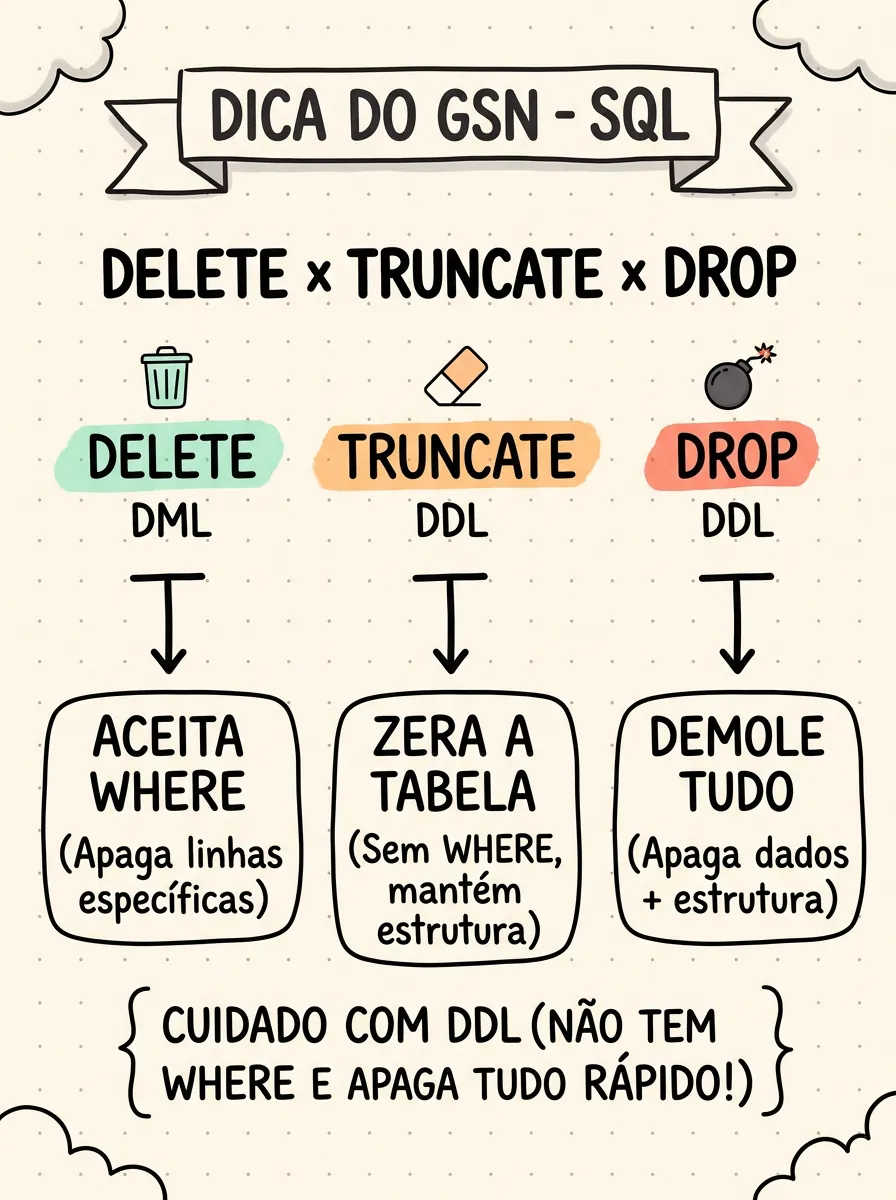 DICA DO GSN - SQL
DELETE x TRUNCATE x DROP
DELETE
DML
ACEITA
WHERE
(Apaga linhas
específicas)
TRUNCATE
DDL
ZERA A
TABELA
(Sem WHERE,
mantém
estrutura)
DROP
DDL
DEMOLE
TUDO
(Apaga dados
+ estrutura)
CUIDADO COM DDL (NÃO TEM
WHERE E APAGA TUDO RÁPIDO!)